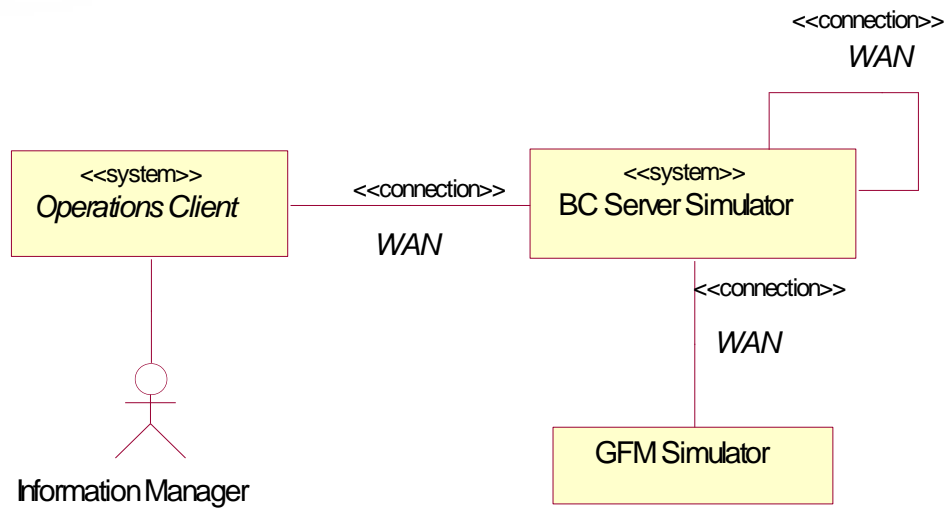 <<connection>>
WAN
<<system>>
Operations Client
<<connection>>
WAN
<<system>>
BC Server Simulator
<<connection>>
WAN
GFM Simulator
Information Manager